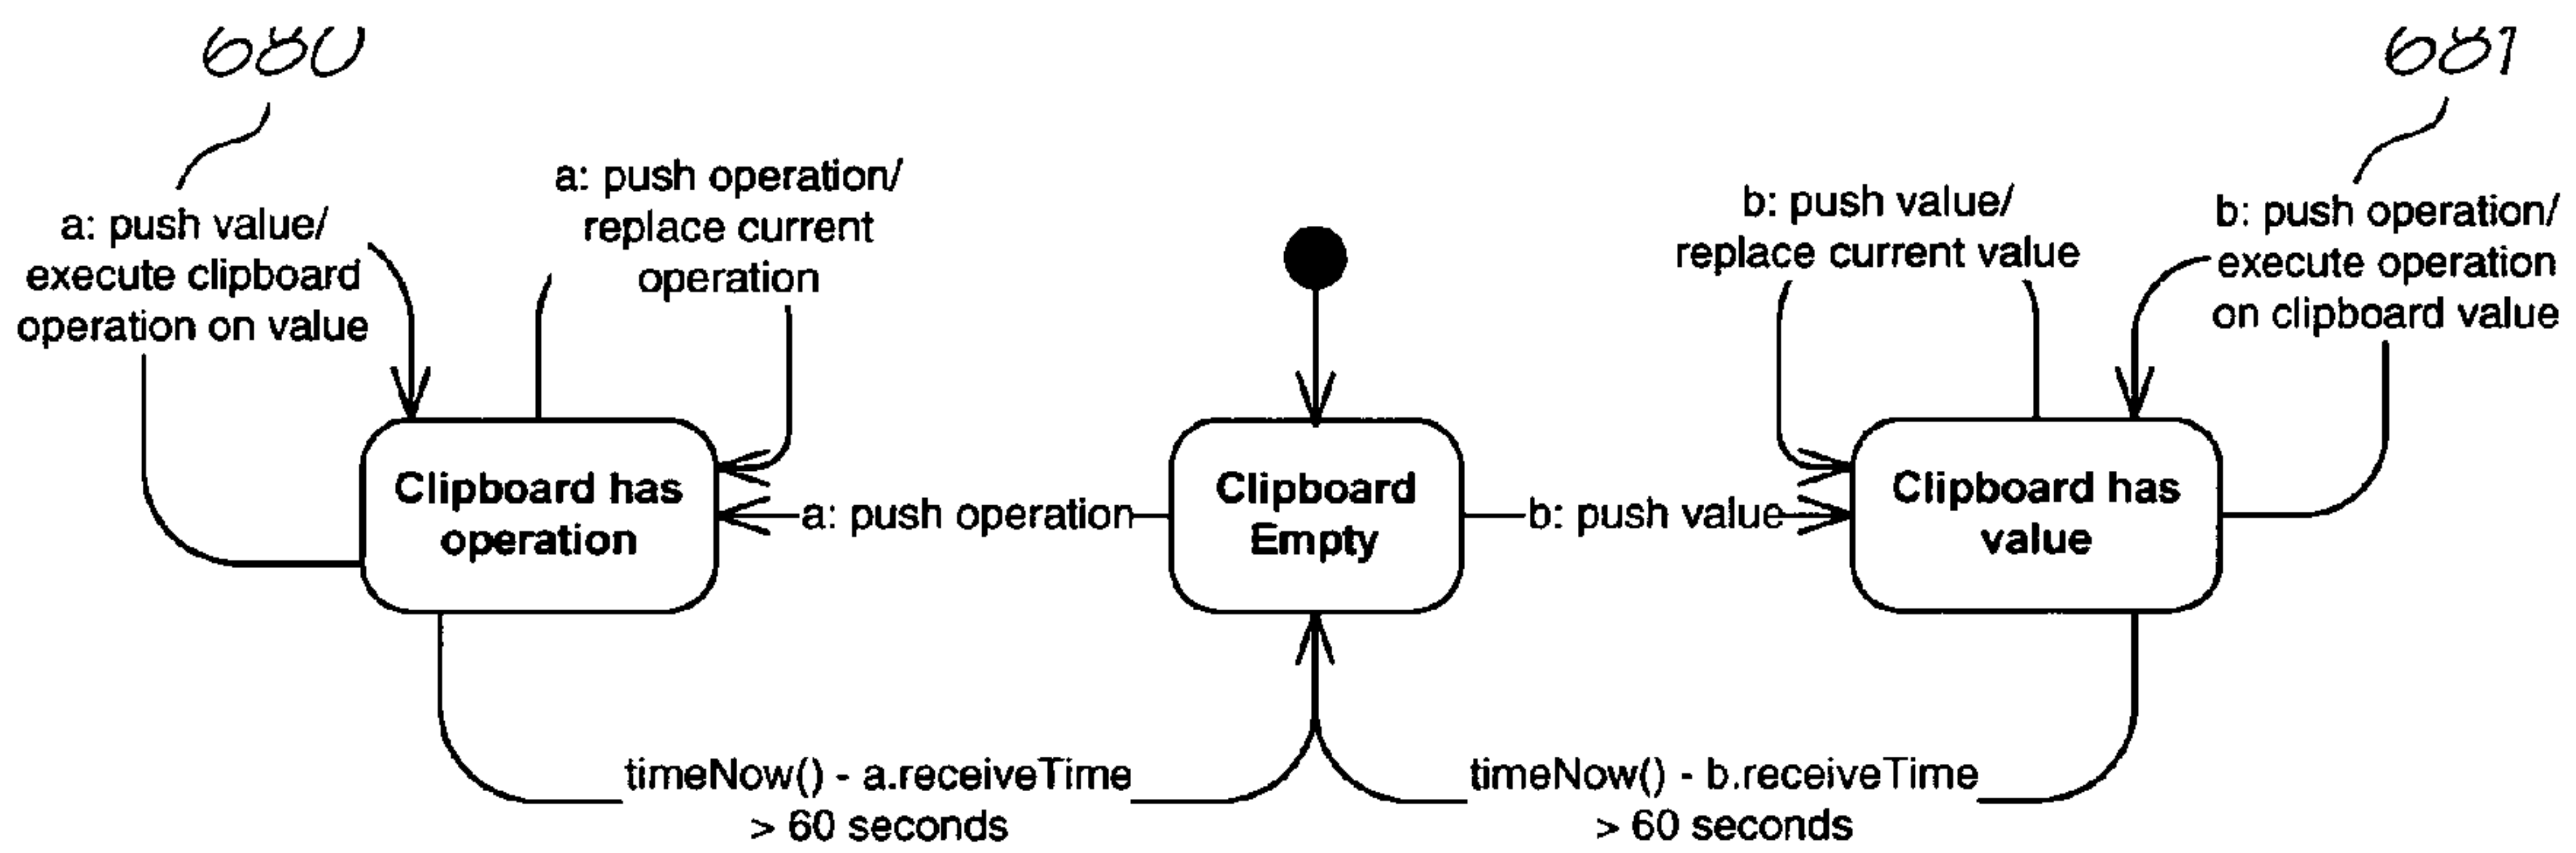 680
681
a: push value/
execute clipboard
operation on value
a: push operation/
replace current
operation
b: push value/
replace current value
b: push operation/
execute operation
on clipboard value
Clipboard has
operation
a: push operation
Clipboard
Empty
b: push value
Clipboard has
value
timeNow() - a.receiveTime
> 60 seconds
timeNow() - b.receiveTime
> 60 seconds